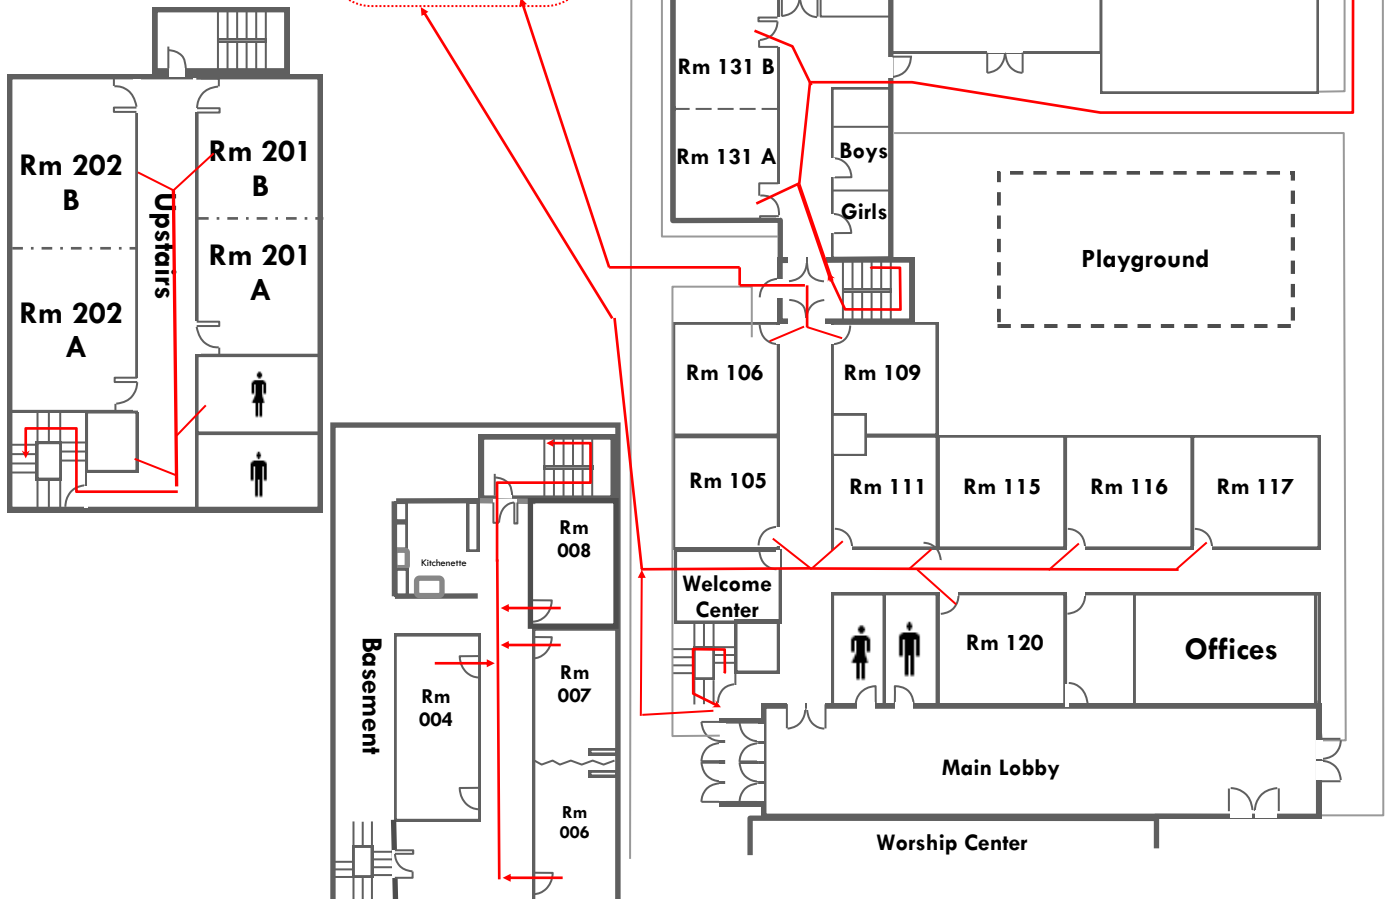 Rm 202
B
Rm 201
B
Upstairs
Rm 201
A
Rm 202
A
Rm 131 B
Rm 131 A
Boys
Girls
Playground
Rm 106
Rm 109
Rm 105
Rm 111
Rm 115
Rm 116
Rm 117
Welcome
Center
Rm 120
Offices
Main Lobby
Worship Center
Basement
Kitchenette
Rm
008
Rm
007
Rm
004
Rm
006